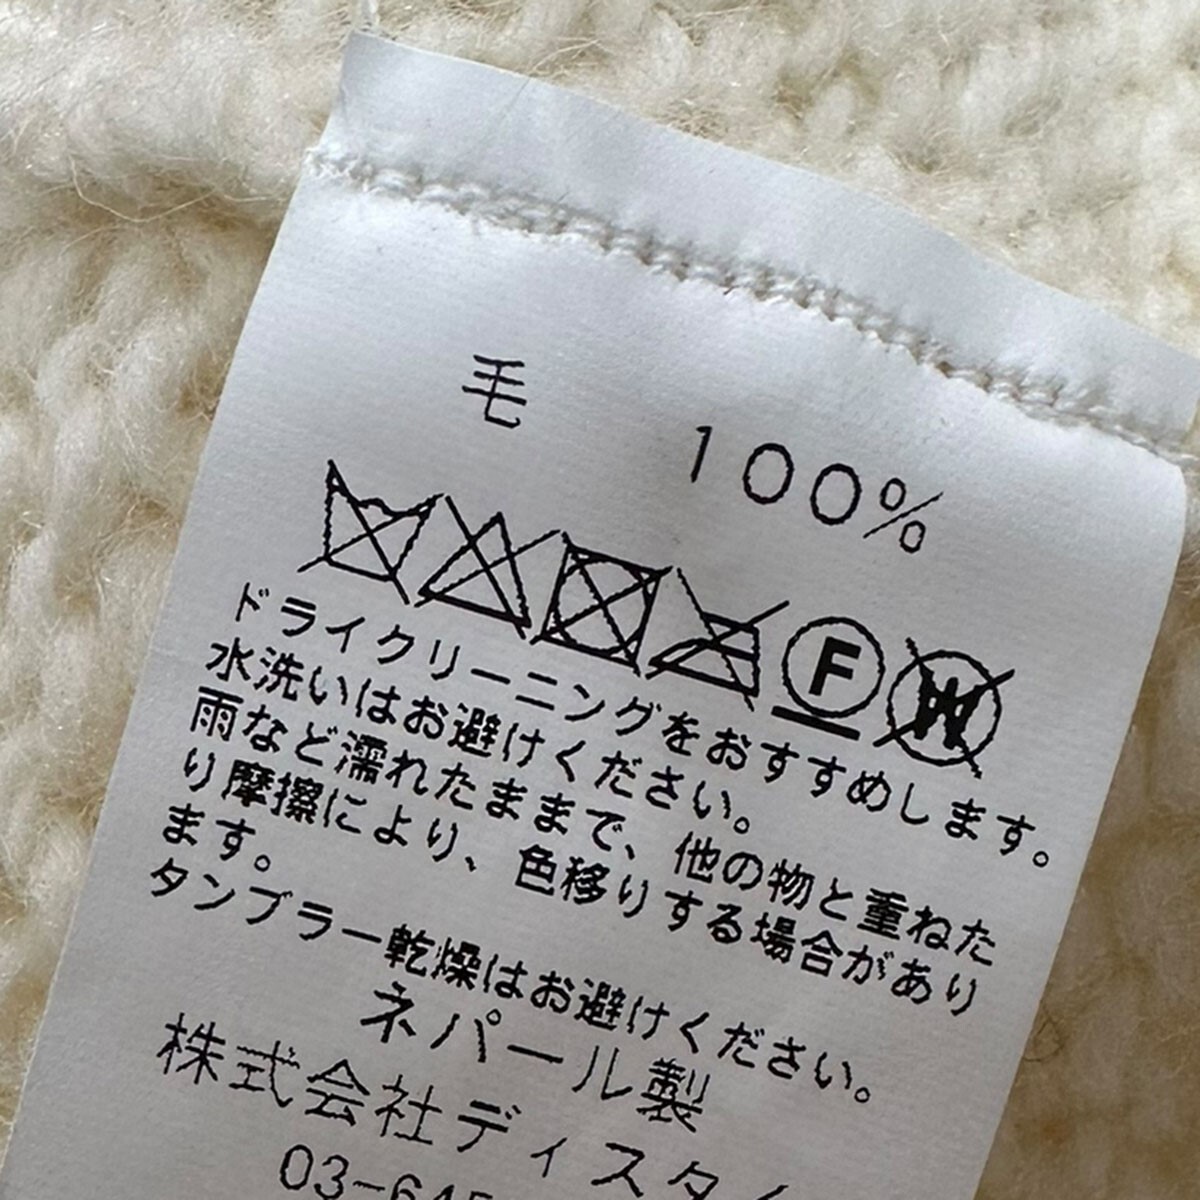 毛 100%
F W
ドライクリーニングをおすすめします。
水洗いはお避けください。
雨など濡れたままで、他の物と重ねた
り摩擦により、色移りする場合があり
ます。
タンブラー乾燥はお避けください。
ネパール製
株式会社ディスタイ
03-645